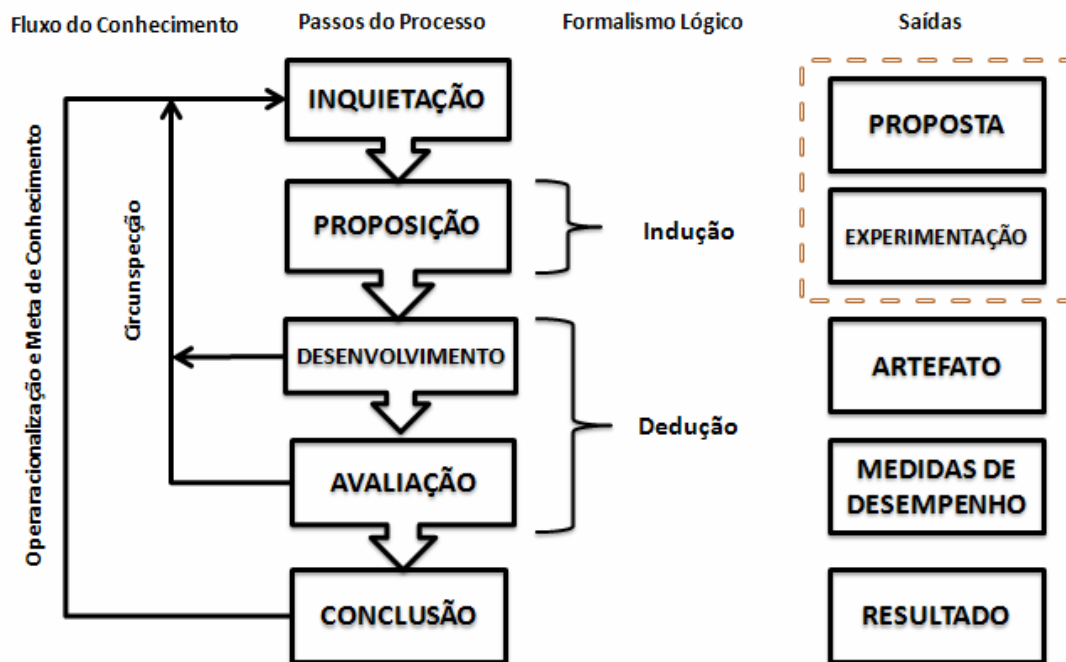 Fluxo do Conhecimento
Passos do Processo
Formalismo Lógico
Saídas
Operaracionalização e Meta de Conhecimento
Circunspecção
INQUIETAÇÃO
PROPOSIÇÃO
DESENVOLVIMENTO
AVALIAÇÃO
CONCLUSÃO
Indução
Dedução
PROPOSTA
EXPERIMENTAÇÃO
ARTEFATO
MEDIDAS DE
DESEMPENHO
RESULTADO